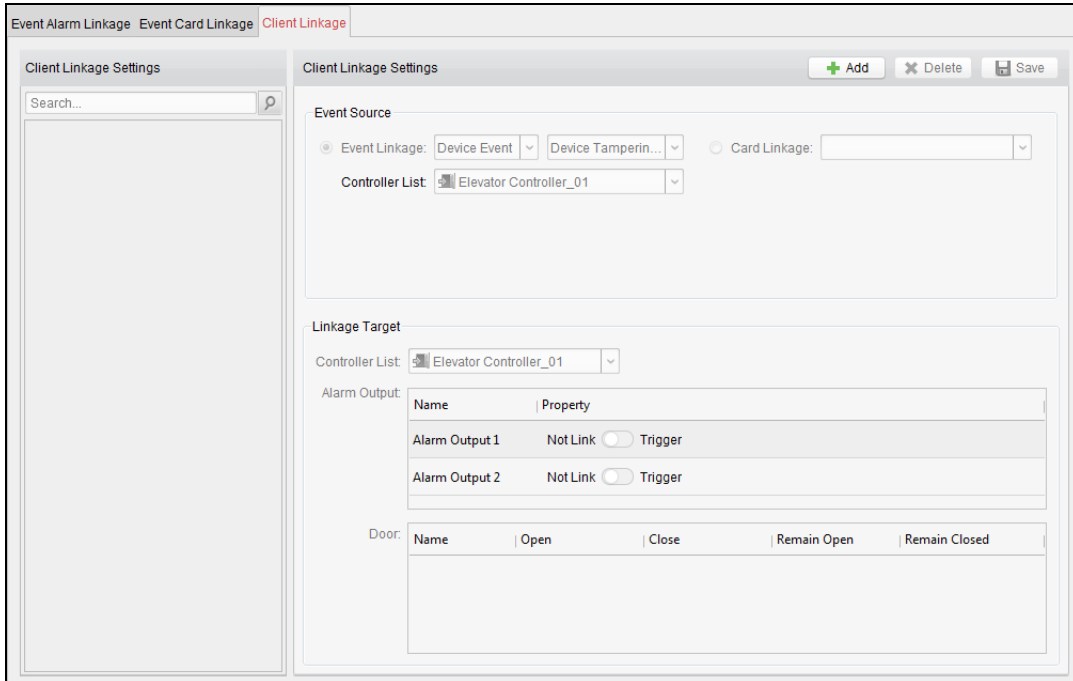 Event Alarm Linkage Event Card Linkage Client Linkage
Client Linkage Settings
Search...
Client Linkage Settings
Add Delete Save
Event Source
Event Linkage: Device Event Device Tamperin... Card Linkage:
Controller List: Elevator Controller_01
Linkage Target
Controller List: Elevator Controller_01
Alarm Output:
Name Property
Alarm Output 1 Not Link Trigger
Alarm Output 2 Not Link Trigger
Door:
Name Open Close Remain Open Remain Closed